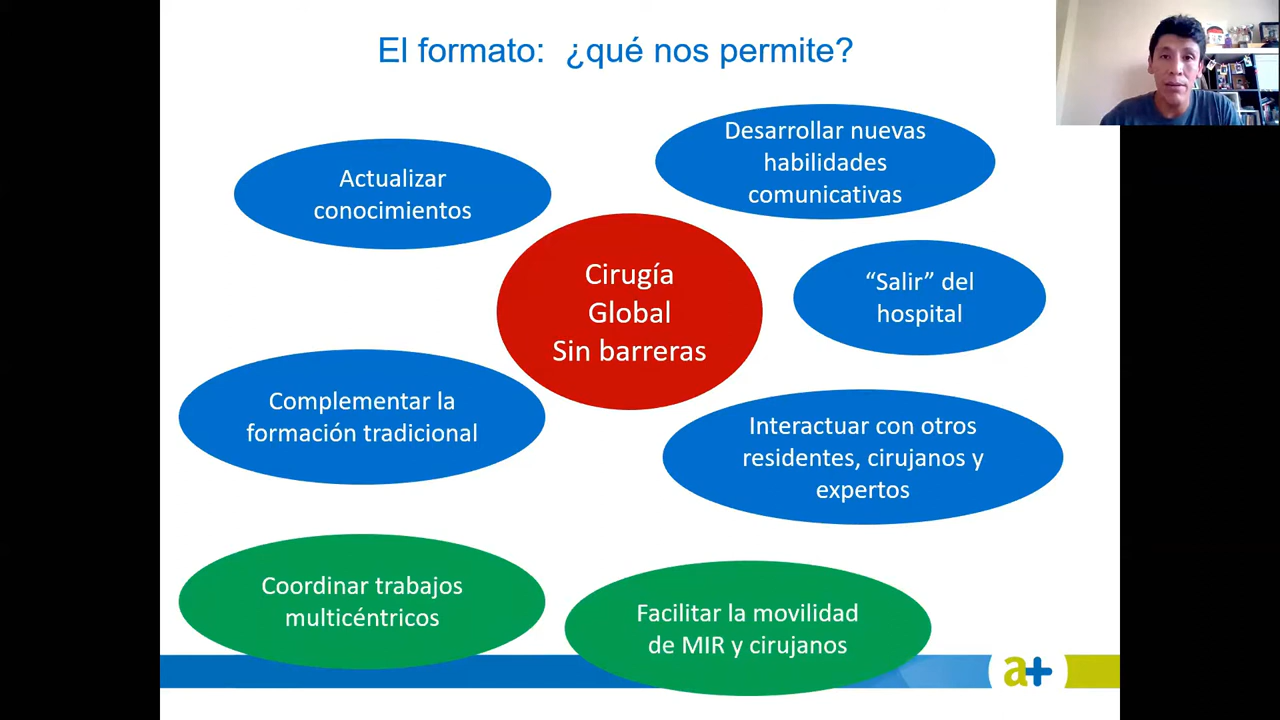 El formato: ¿qué nos permite?
Desarrollar nuevas
habilidades
comunicativas
Actualizar
conocimientos
Cirugía
Global
Sin barreras
“Salir” del
hospital
Complementar la
formación tradicional
Interactuar con otros
residentes, cirujanos y
expertos
Coordinar trabajos
multicéntricos
Facilitar la movilidad
de MIR y cirujanos
a+